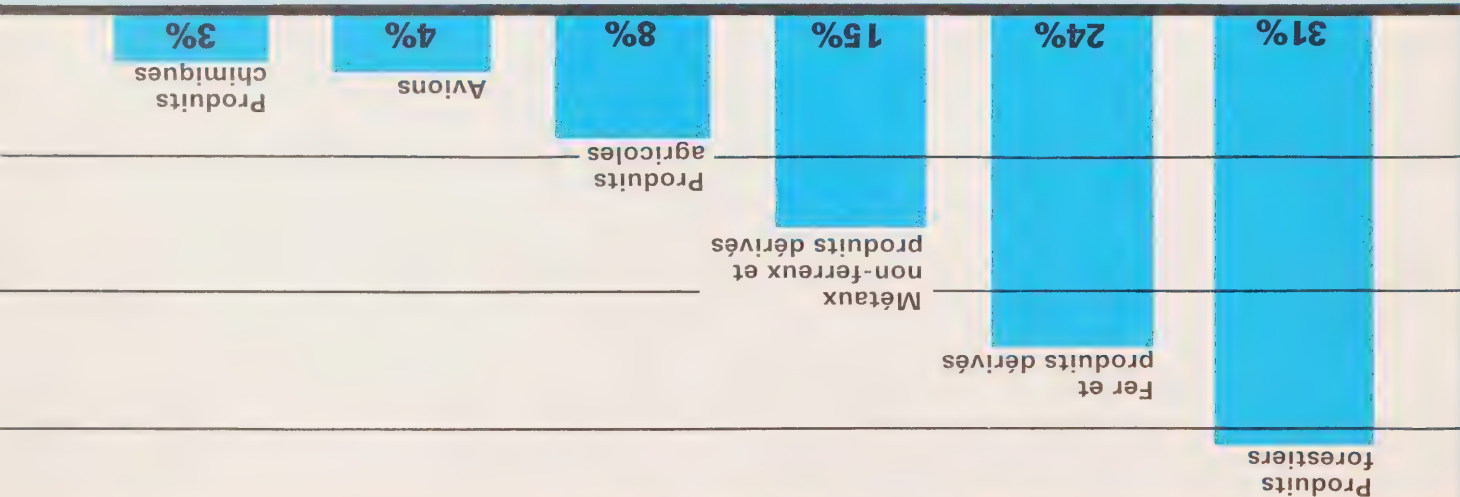 Produits
forestiers
31%
Fer et
produits dérivés
24%
Métaux
non-ferreux et
produits dérivés
15%
Produits
agricoles
8%
Avions
4%
Produits
chimiques
3%